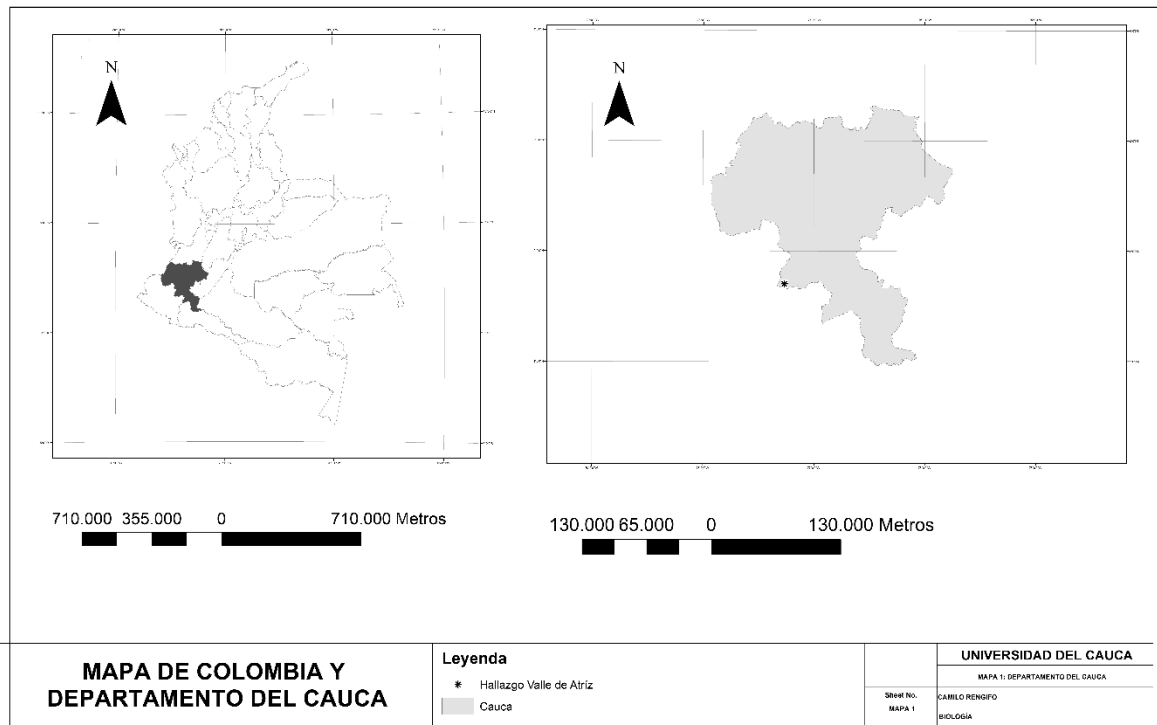 N
N
710.000 355.000 0 710.000 Metros
130.000 65.000 0 130.000 Metros
MAPA DE COLOMBIA Y
DEPARTAMENTO DEL CAUCA
Leyenda
Hallazgo Valle de Atríz
Cauca
UNIVERSIDAD DEL CAUCA
MAPA 1: DEPARTAMENTO DEL CAUCA
Sheet No.
MAPA 1
CAMILO RENGIFO
BIOLOGÍA